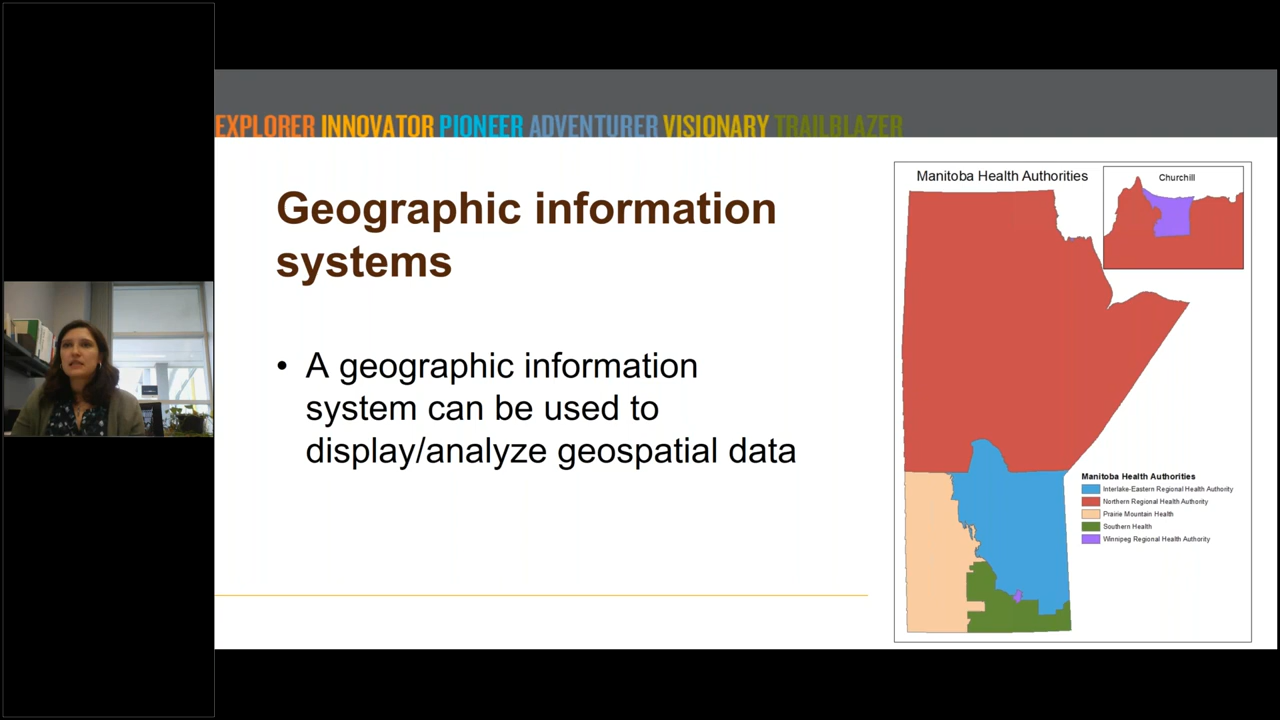 EXPLORER INNOVATOR PIONEER ADVENTURER VISIONARY TRAILBLAZER
Geographic information
systems
• A geographic information
system can be used to
display/analyze geospatial data
Manitoba Health Authorities
Churchill
Manitoba Health Authorities
Interlake-Eastern Regional Health Authority
Northern Regional Health Authority
Prairie Mountain Health
Southern Health
Winnipeg Regional Health Authority